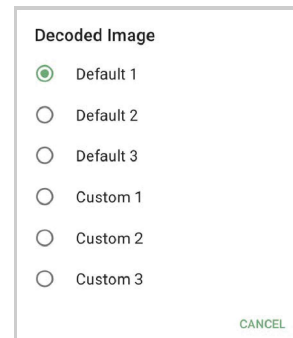 Decoded Image
Default 1
Default 2
Default 3
Custom 1
Custom 2
Custom 3
CANCEL